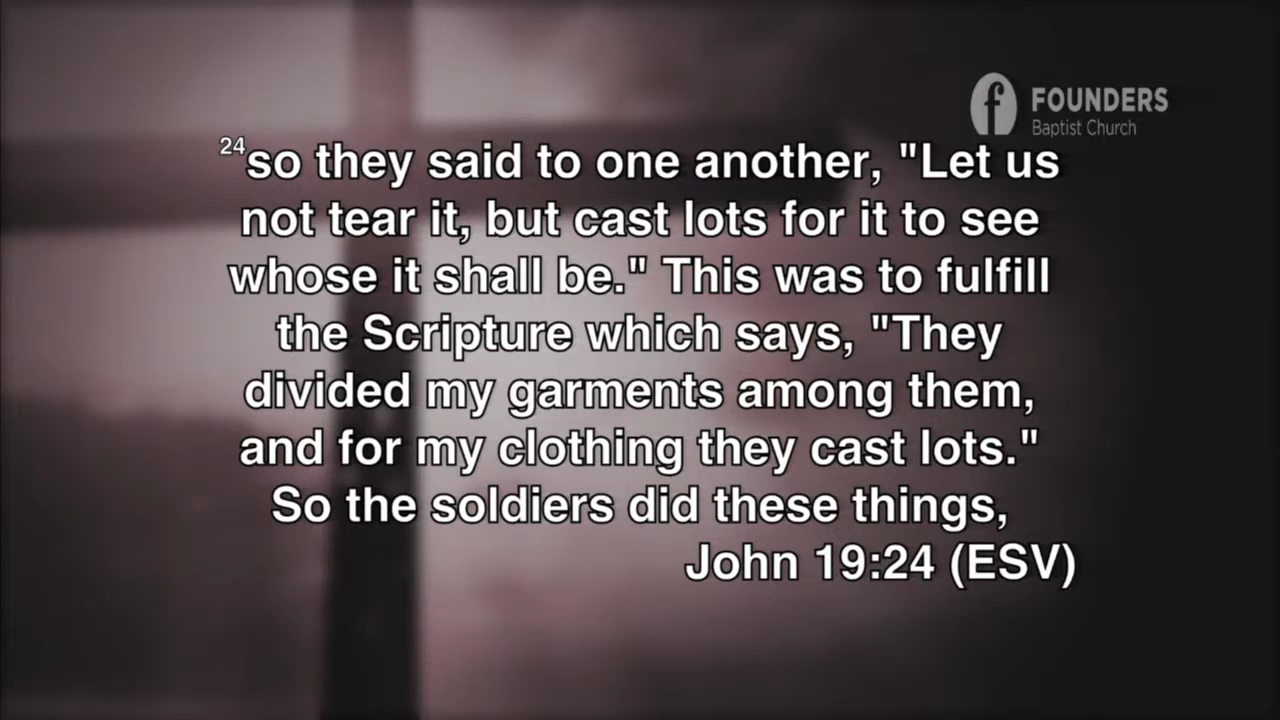 f FOUNDERS
Baptist Church
24so they said to one another, "Let us
not tear it, but cast lots for it to see
whose it shall be." This was to fulfill
the Scripture which says, "They
divided my garments among them,
and for my clothing they cast lots."
So the soldiers did these things,
John 19:24 (ESV)